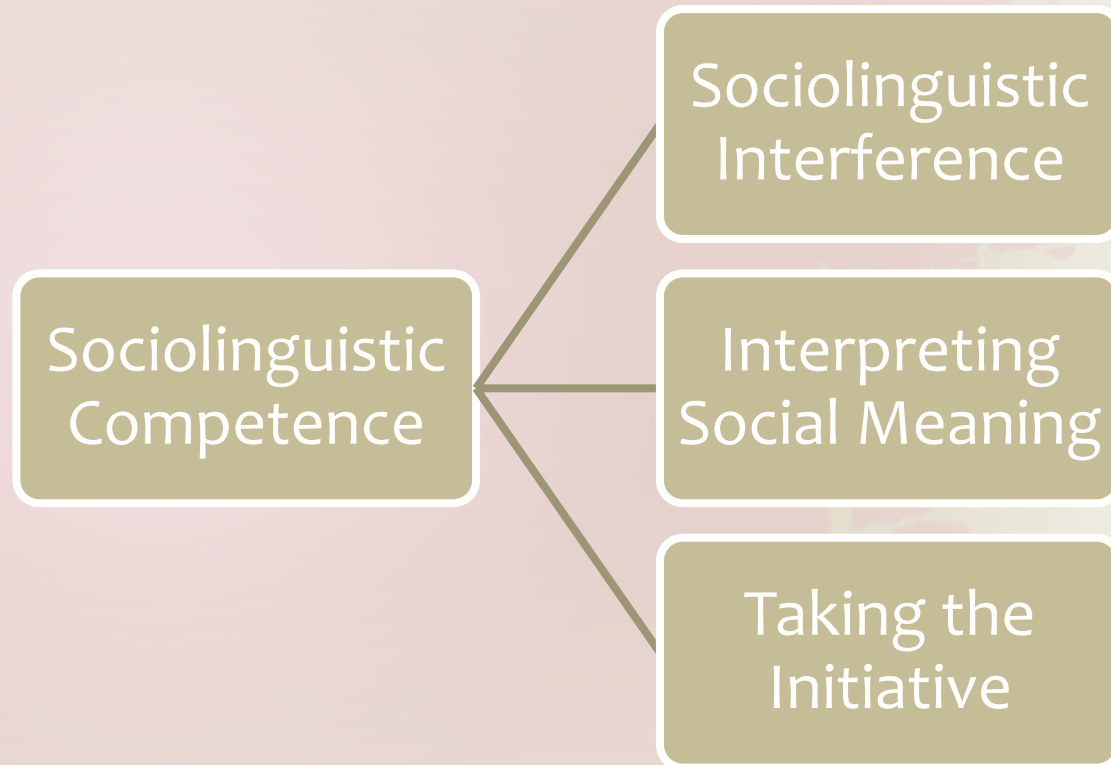 Sociolinguistic
Competence
Sociolinguistic
Interference
Interpreting
Social Meaning
Taking the
Initiative